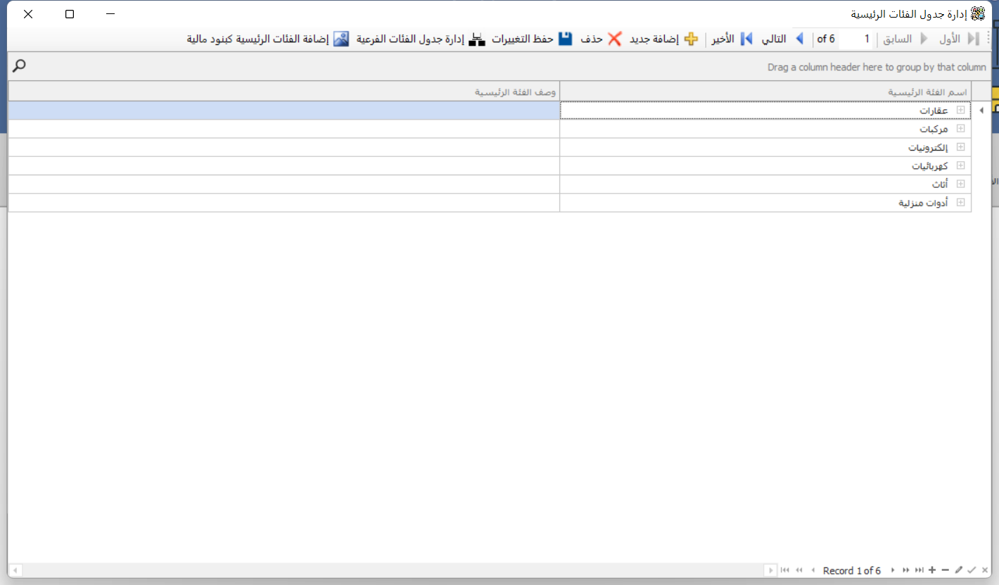 إدارة جدول الفئات الرئيسية
الأول السابق 1 of 6 التالي الأخير إضافة جديد حذف حفظ التغييرات إدارة جدول الفئات الفرعية إضافة الفئات الرئيسية كبنود مالية
Drag a column header here to group by that column
اسم الفئة الرئيسية وصف الفئة الرئيسية
عقارات
مركبات
إلكترونيات
كهربائيات
أثاث
أدوات منزلية
Record 1 of 6